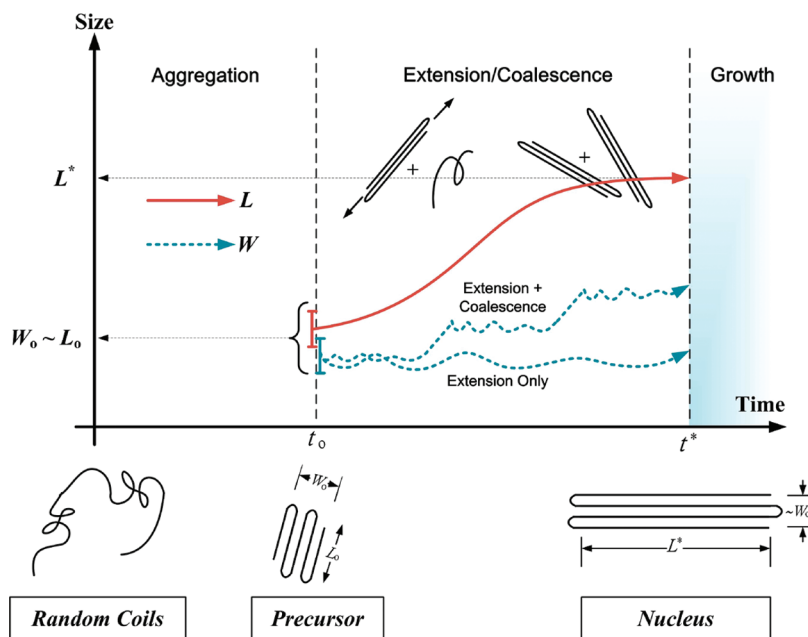 Size
Aggregation
Extension/Coalescence
Growth
+
+
L*
L
W
Extension +
Coalescence
Wo ~ Lo
Extension Only
Time
to
t*
Wo
Lo
~Wo
L*
Random Coils
Precursor
Nucleus